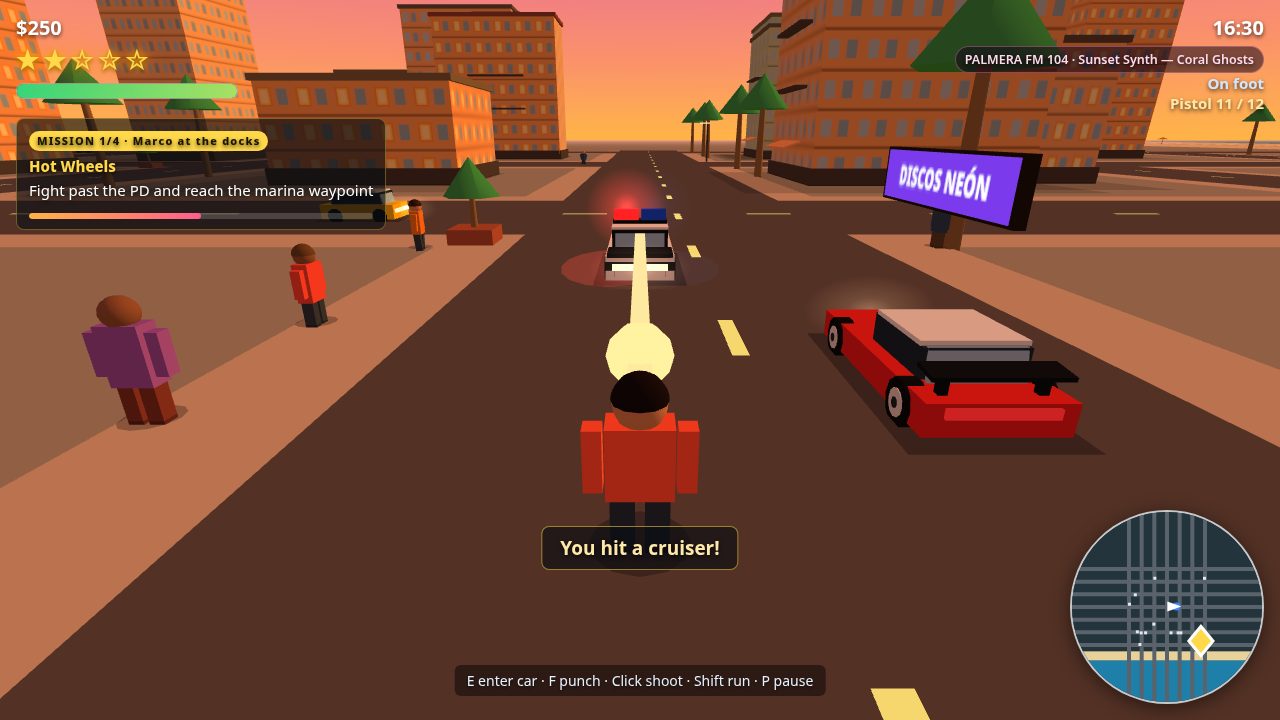 $250
16:30
PALMERA FM 104 · Sunset Synth — Coral Ghosts
On foot
Pistol 11 / 12
MISSION 1/4 · Marco at the docks
Hot Wheels
Fight past the PD and reach the marina waypoint
DISCOS NEÓN
You hit a cruiser!
E enter car · F punch · Click shoot · Shift run · P pause